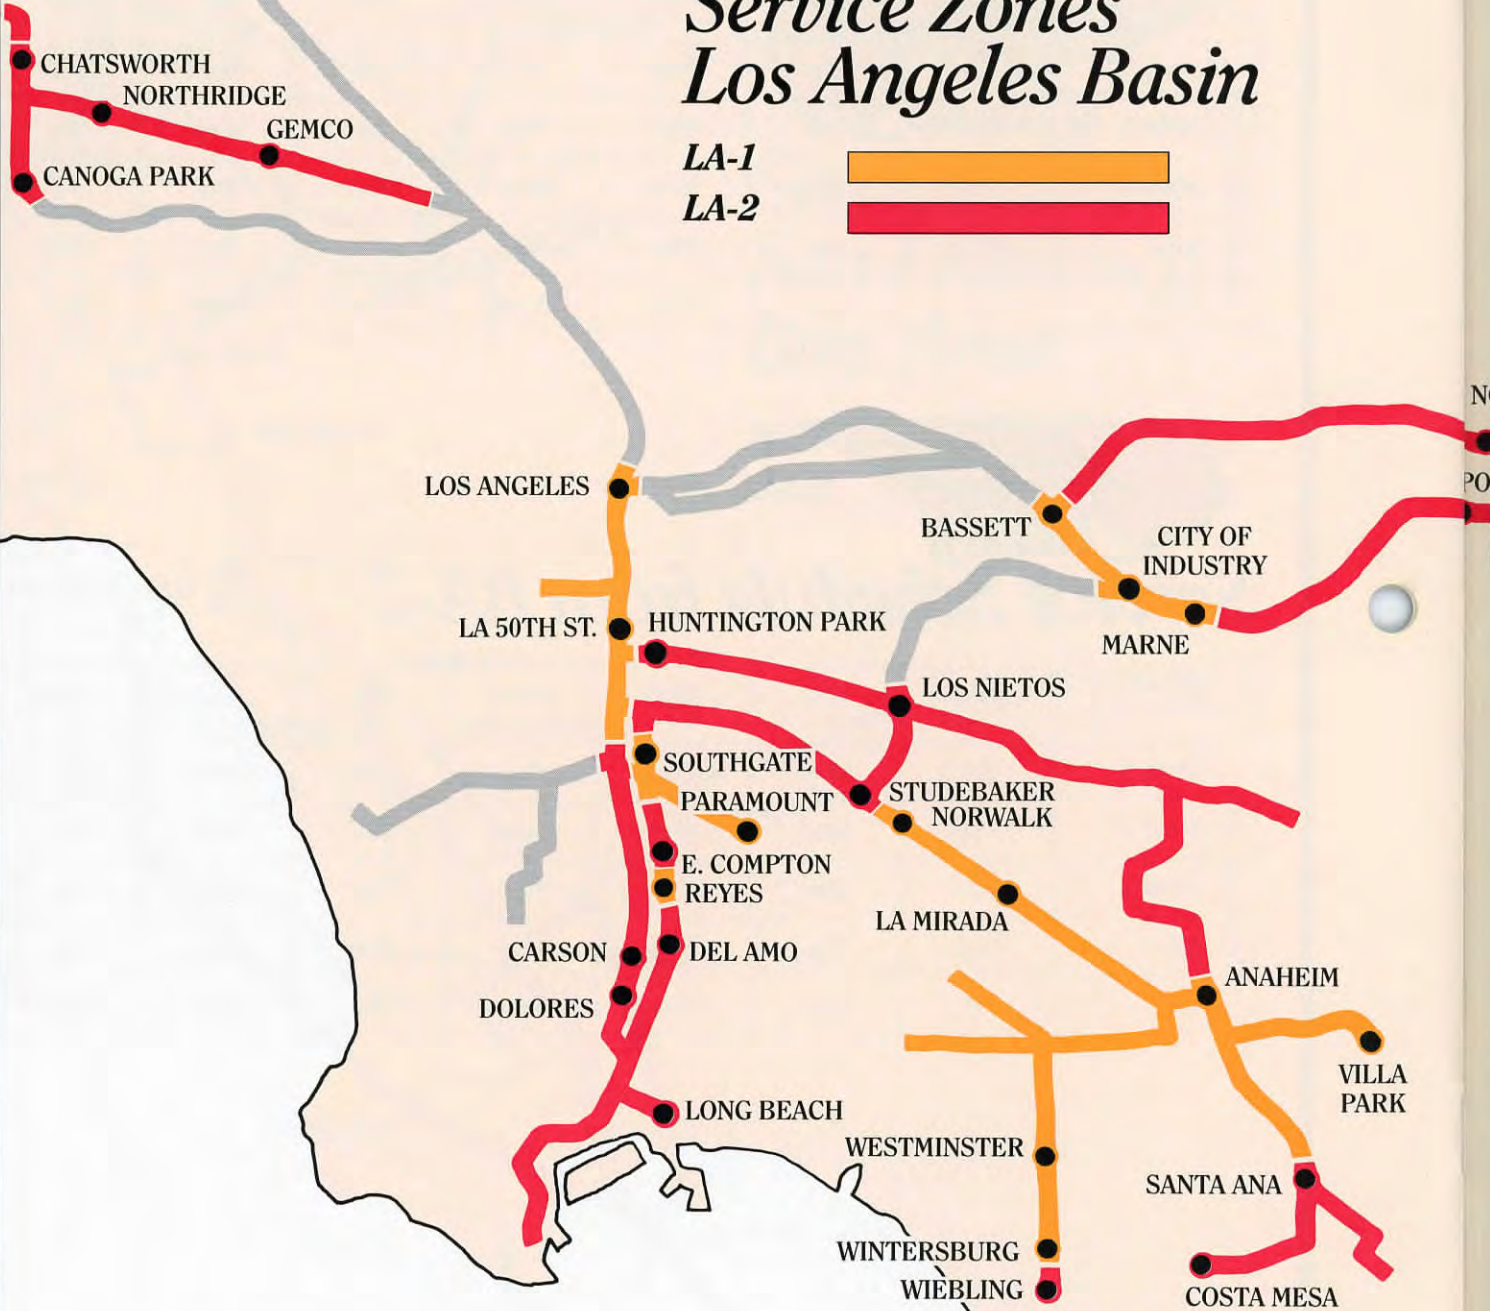 Service Zones
Los Angeles Basin
LA-1
LA-2
CHATSWORTH
NORTHRIDGE
GEMCO
CANOGA PARK
LOS ANGELES
BASSETT
CITY OF
INDUSTRY
MARNE
LA 50TH ST.
HUNTINGTON PARK
LOS NIETOS
SOUTHGATE
PARAMOUNT
STUDEBAKER
NORWALK
E. COMPTON
REYES
LA MIRADA
CARSON
DEL AMO
DOLORES
ANAHEIM
VILLA
PARK
LONG BEACH
WESTMINSTER
SANTA ANA
WINTERSBURG
WIEBLING
COSTA MESA